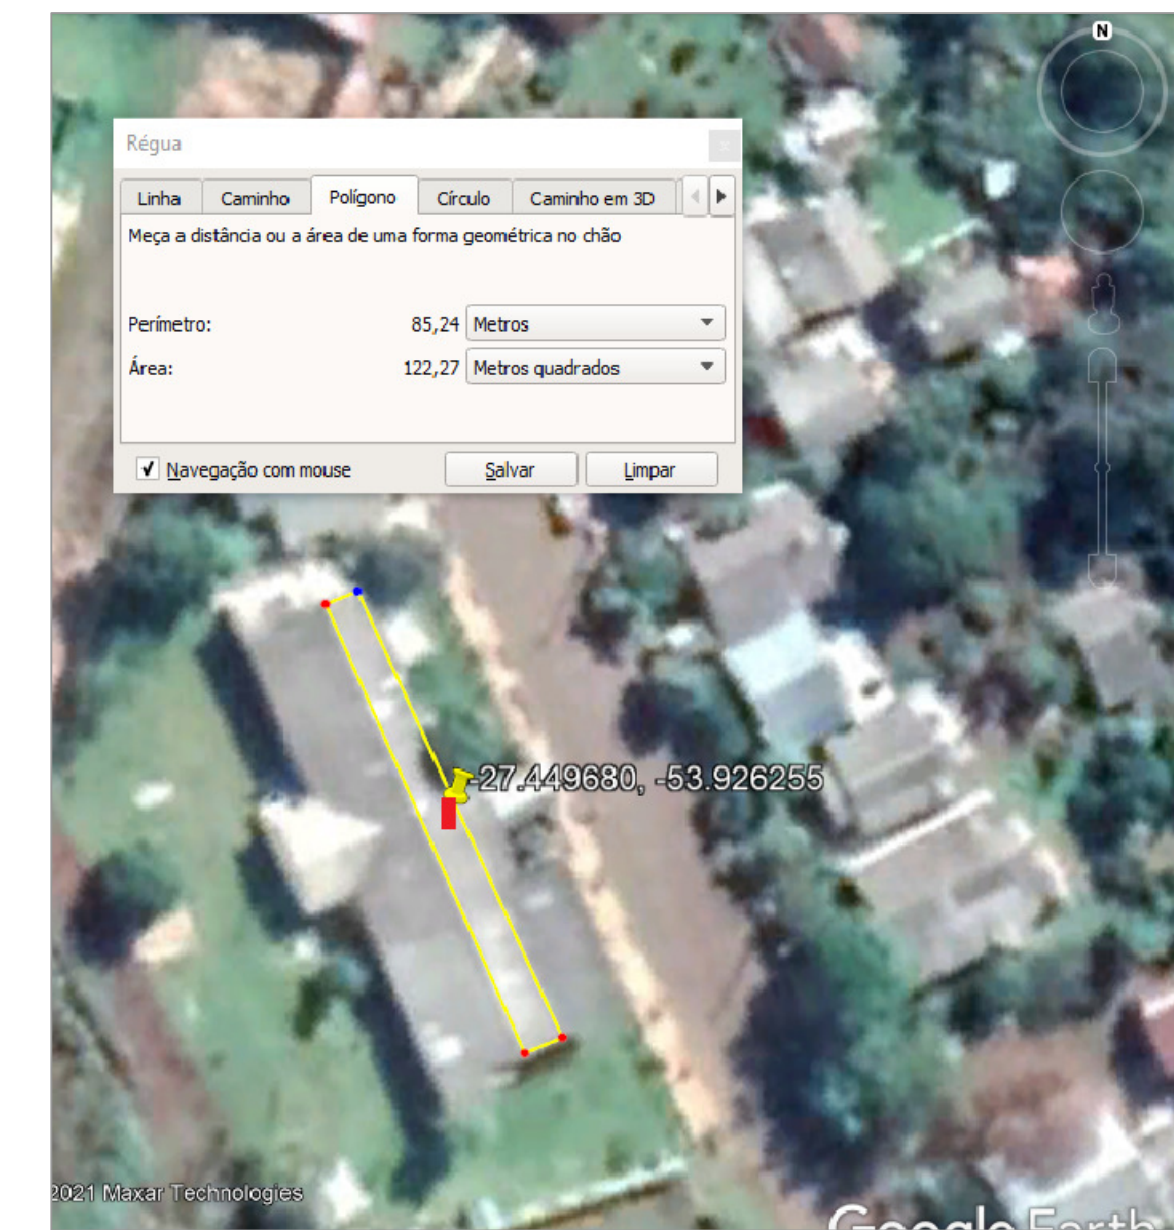 N
Régua
Linha Caminho Polígono Círculo Caminho em 3D
Meça a distância ou a área de uma forma geométrica no chão
Perímetro: 85,24 Metros
Área: 122,27 Metros quadrados
Navegação com mouse Salvar Limpar
-27.449680, -53.926255
2021 Maxar Technologies
Google Earth